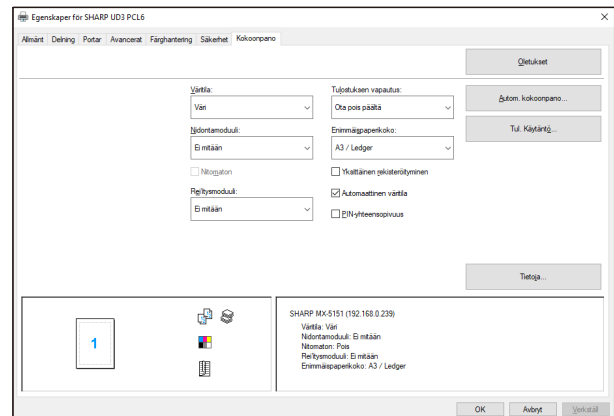 Egenskaper för SHARP UD3 PCL6
Allmänt Delning Portar Avancerat Färghantering Säkerhet Kokoonpano
Oletukset
Väritila: Tulostuksen vapautus:
Väri Ota pois päältä
Autom. kokoonpano...
Nidontamoduuli: Enimmäispaperikoko:
Ei mitään A3 / Ledger
Tul. Käytäntö...
Nitomaton Yksittäinen rekisteröityminen
Rei/itysmoduuli: Automaattinen väritila
Ei mitään PIN-yhteensopivuus
Tietoja...
1
SHARP MX-5151 (192.168.0.239)
Väritila: Väri
Nidontamoduuli: Ei mitään
Nitomaton: Pois
Rei/itysmoduuli: Ei mitään
Enimmäispaperikoko: A3 / Ledger
OK Avbryt Verkställ